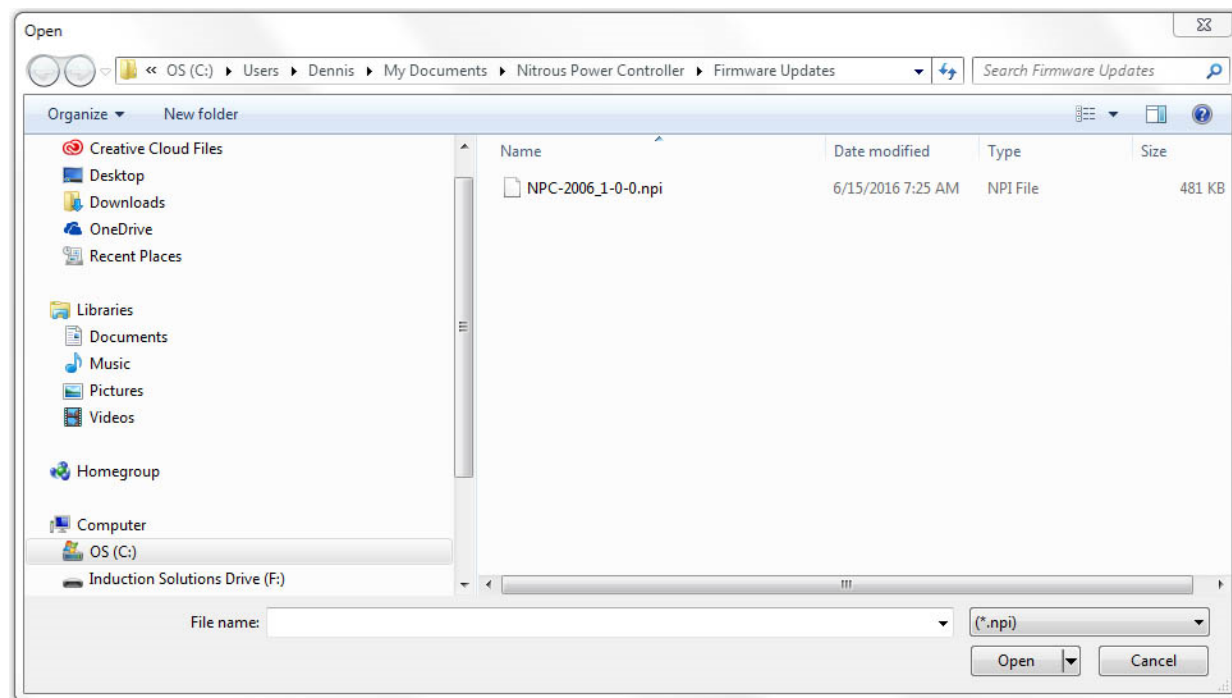 Open
« OS (C:) ▸ Users ▸ Dennis ▸ My Documents ▸ Nitrous Power Controller ▸ Firmware Updates
Search Firmware Updates
Organize New folder
Creative Cloud Files
Desktop
Downloads
OneDrive
Recent Places
Libraries
Documents
Music
Pictures
Videos
Homegroup
Computer
OS (C:)
Induction Solutions Drive (F:)
Name Date modified Type Size
NPC-2006_1-0-0.npi 6/15/2016 7:25 AM NPI File 481 KB
File name:
(*.npi)
Open Cancel